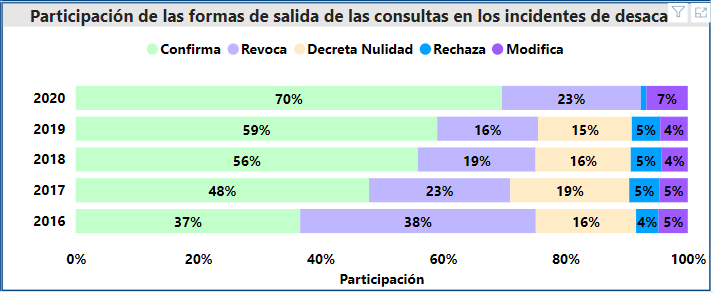 Participación de las formas de salida de las consultas en los incidentes de desaca
Confirma Revoca Decreta Nulidad Rechaza Modifica
2020 70% 23% 7%
2019 59% 16% 15% 5% 4%
2018 56% 19% 16% 5% 4%
2017 48% 23% 19% 5% 5%
2016 37% 38% 16% 4% 5%
0% 20% 40% 60% 80% 100%
Participación